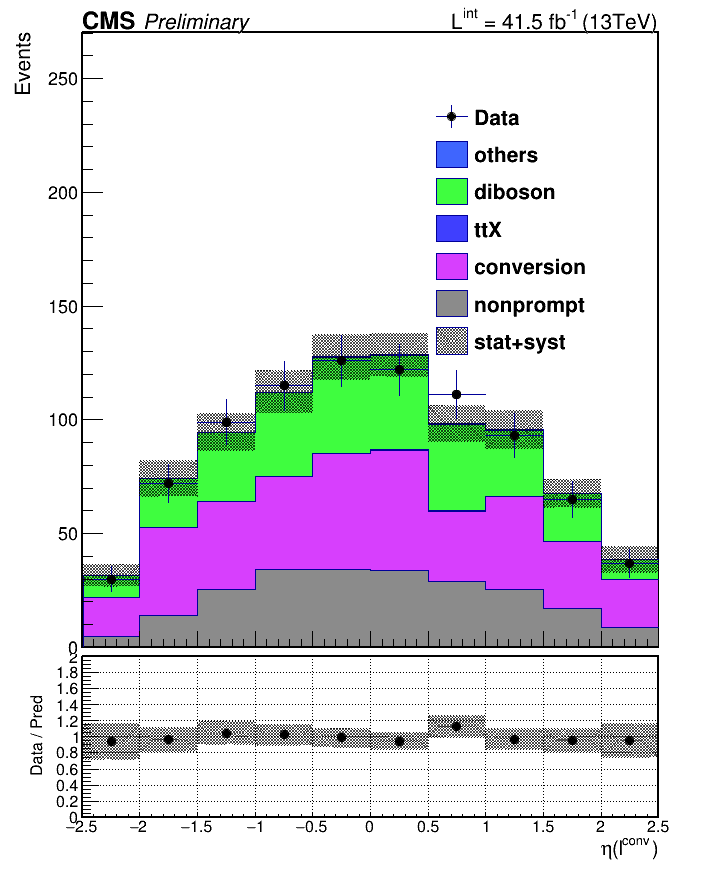 CMS Preliminary L^int = 41.5 fb^-1 (13TeV)
Events
250
200
150
100
50
0
Data
others
diboson
ttX
conversion
nonprompt
stat+syst
Data / Pred
2
1.8
1.6
1.4
1.2
1
0.8
0.6
0.4
0.2
0
−2.5 −2 −1.5 −1 −0.5 0 0.5 1 1.5 2 2.5
η(l^conv)